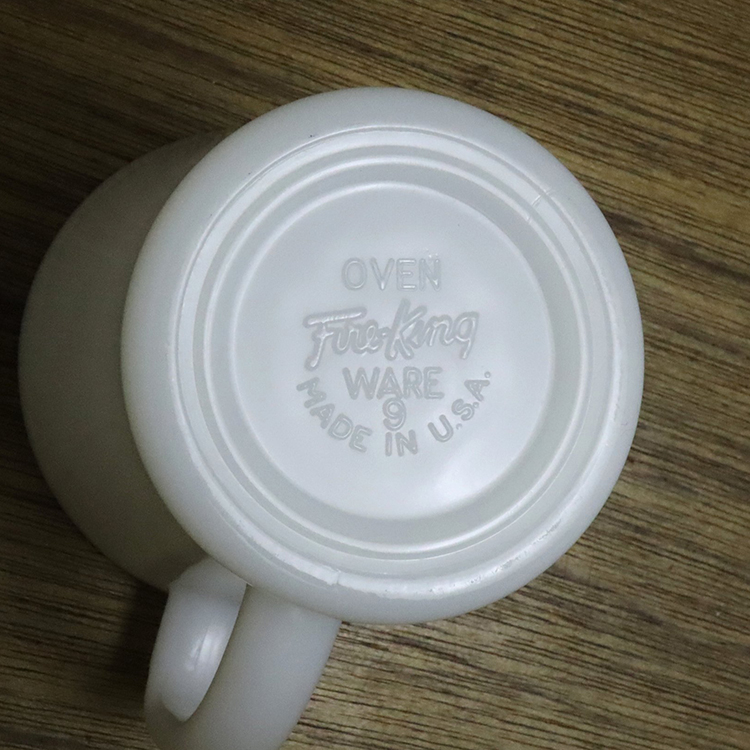 OVEN
Fire-King
WARE
9
MADE IN U.S.A.